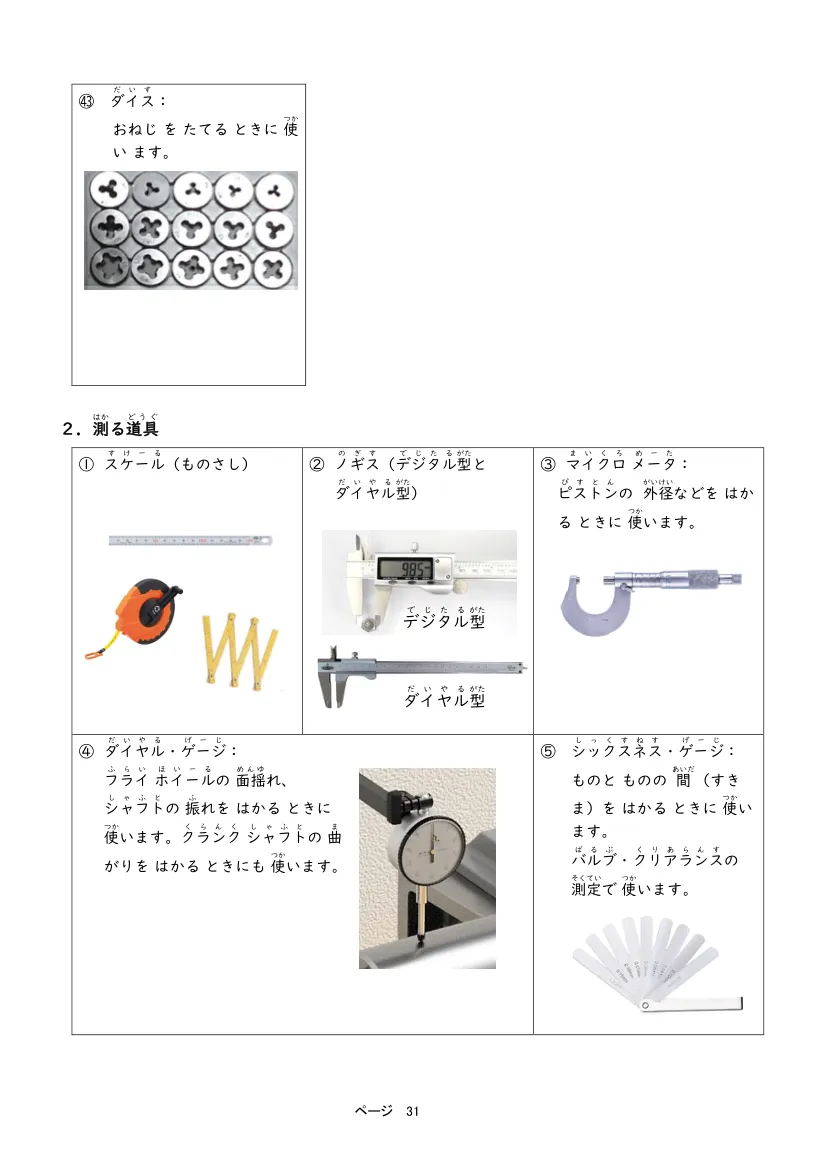 ㊸ ダイス：
おねじ を たてる ときに 使
い ます。
2．測る道具
① スケール（ものさし）
② ノギス（デジタル型と
ダイヤル型）
985
デジタル型
ダイヤル型
③ マイクロ メータ：
ピストンの 外径などを はか
る ときに 使います。
④ ダイヤル・ゲージ：
フライ ホイールの 面揺れ、
シャフトの 振れを はかる ときに
使います。クランク シャフトの 曲
がりを はかる ときにも 使います。
⑤ シックスネス・ゲージ：
ものと ものの 間 （すき
ま）を はかる ときに 使い
ます。
バルブ・クリアランスの
測定で 使います。
ページ 31